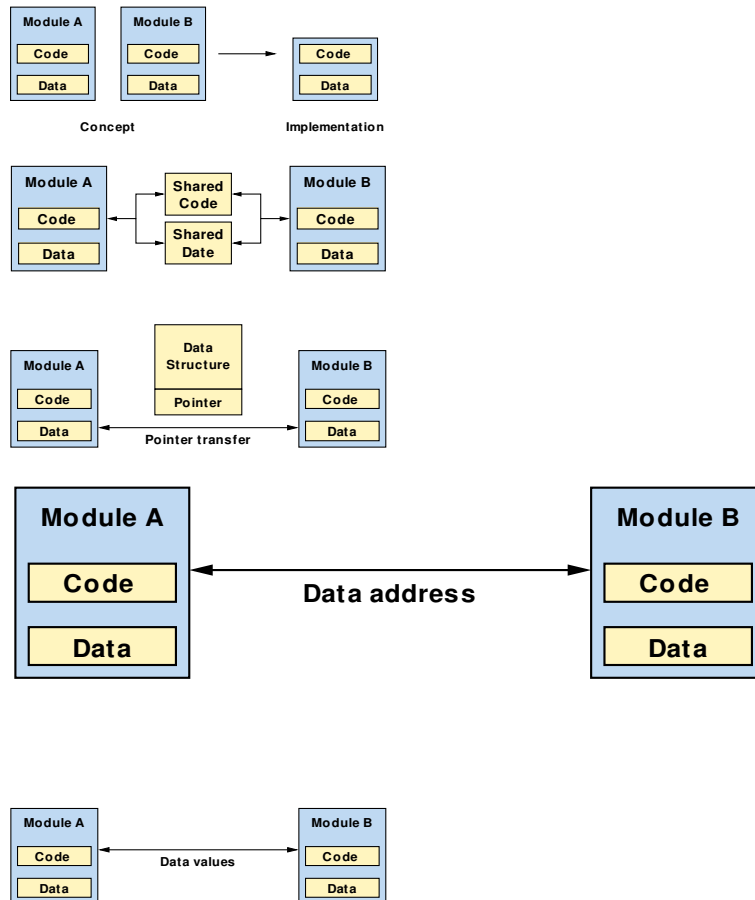 Module A
Module B
Code
Code
Code
Data
Data
Data
Concept
Implementation
Module A
Shared
Code
Module B
Code
Code
Data
Shared
Date
Data
Data
Structure
Module A
Module B
Code
Pointer
Code
Data
Data
Pointer transfer
Module A
Module B
Code
Data address
Code
Data
Data
Module A
Module B
Code
Data values
Code
Data
Data